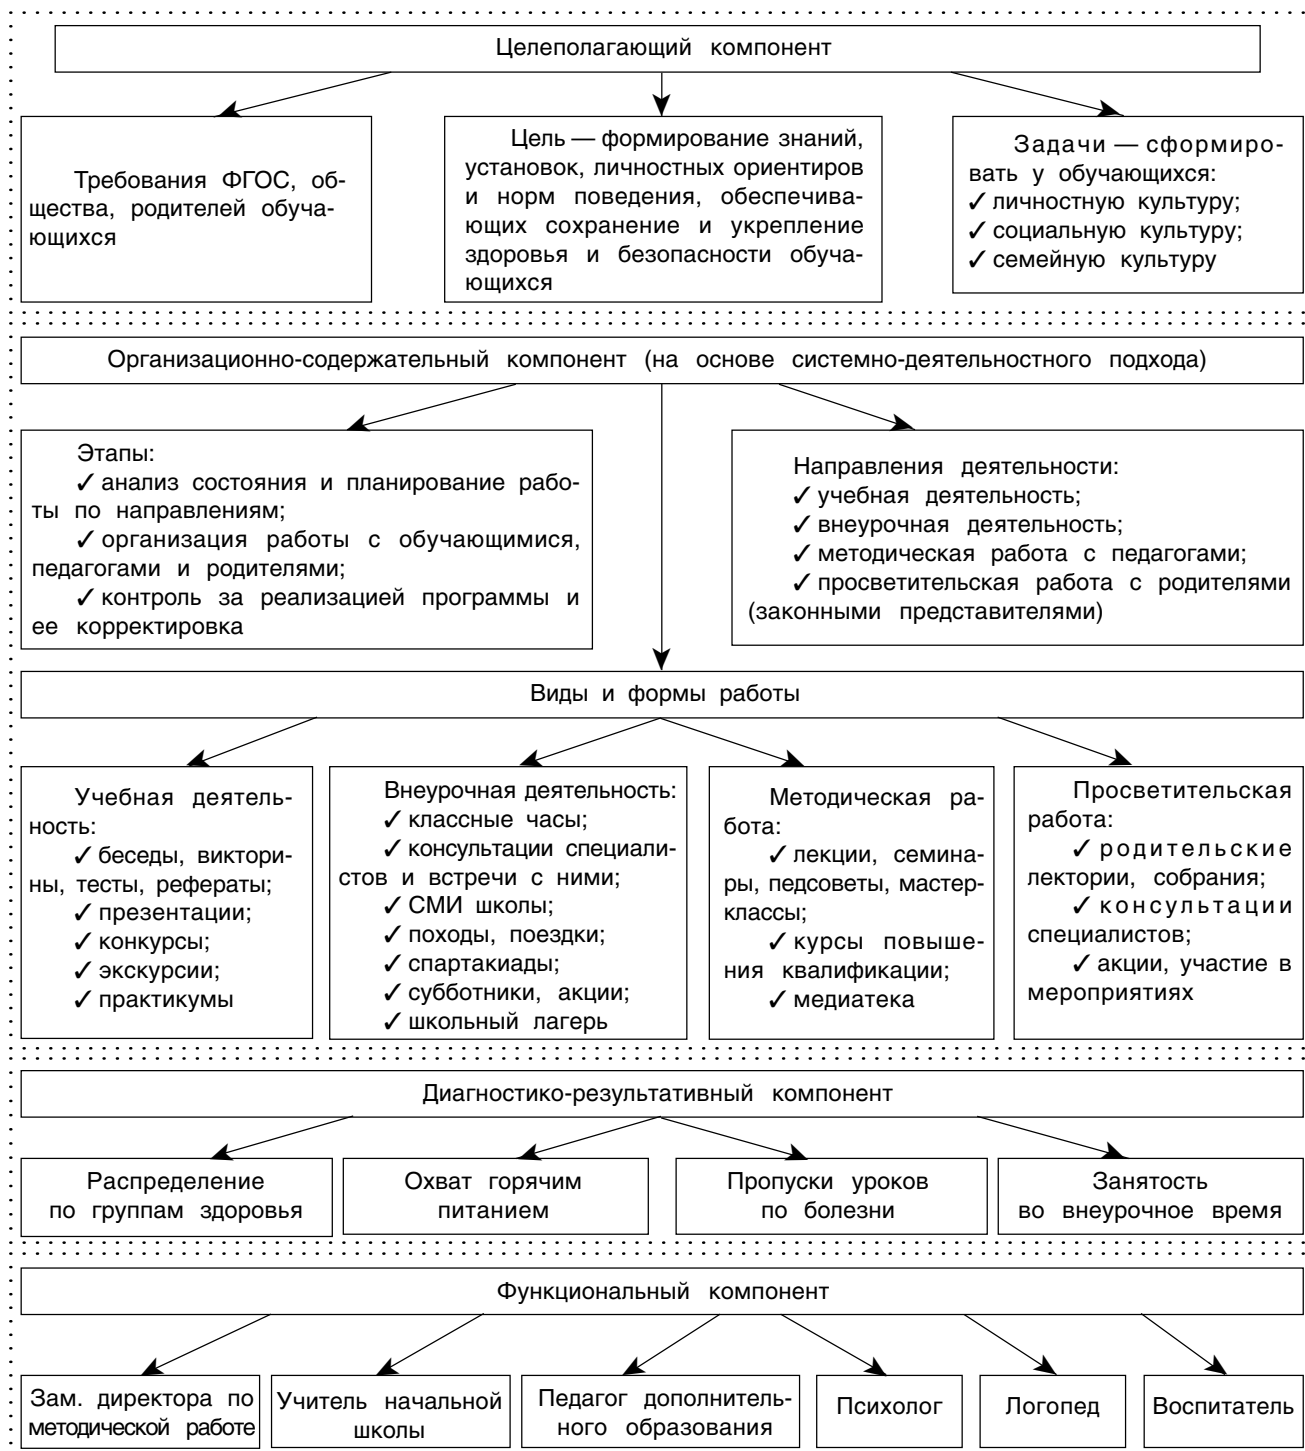 Целеполагающий компонент
Требования ФГОС, об-
щества, родителей обуча-
ющихся
Цель — формирование знаний,
установок, личностных ориентиров
и норм поведения, обеспечива-
ющих сохранение и укрепление
здоровья и безопасности обуча-
ющихся
Задачи — сформиро-
вать у обучающихся:
✓ личностную культуру;
✓ социальную культуру;
✓ семейную культуру
Организационно-содержательный компонент (на основе системно-деятельностного подхода)
Этапы:
✓ анализ состояния и планирование рабо-
ты по направлениям;
✓ организация работы с обучающимися,
педагогами и родителями;
✓ контроль за реализацией программы и
ее корректировка
Направления деятельности:
✓ учебная деятельность;
✓ внеурочная деятельность;
✓ методическая работа с педагогами;
✓ просветительская работа с родителями
(законными представителями)
Виды и формы работы
Учебная деятель-
ность:
✓ беседы, виктори-
ны, тесты, рефераты;
✓ презентации;
✓ конкурсы;
✓ экскурсии;
✓ практикумы
Внеурочная деятельность:
✓ классные часы;
✓ консультации специали-
стов и встречи с ними;
✓ СМИ школы;
✓ походы, поездки;
✓ спартакиады;
✓ субботники, акции;
✓ школьный лагерь
Методическая ра-
бота:
✓ лекции, семина-
ры, педсоветы, мастер-
классы;
✓ курсы повыше-
ния квалификации;
✓ медиатека
Просветительская
работа:
✓ родительские
лектории, собрания;
✓ консультации
специалистов;
✓ акции, участие в
мероприятиях
Диагностико-результативный компонент
Распределение
по группам здоровья
Охват горячим
питанием
Пропуски уроков
по болезни
Занятость
во внеурочное время
Функциональный компонент
Зам. директора по
методической работе
Учитель начальной
школы
Педагог дополнитель-
ного образования
Психолог
Логопед
Воспитатель